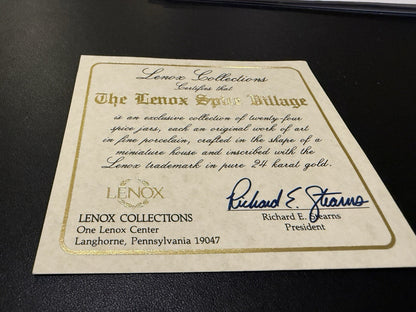 Lenox Collections
Certifies that
The Lenox Spice Village
is an exclusive collection of twenty-four
spice jars, each an original work of art
in fine porcelain, crafted in the shape of a
miniature house and inscribed with the
Lenox trademark in pure 24 karat gold.
LENOX
Richard E. Stearns
LENOX COLLECTIONS
One Lenox Center
Langhorne, Pennsylvania 19047
Richard E. Stearns
President